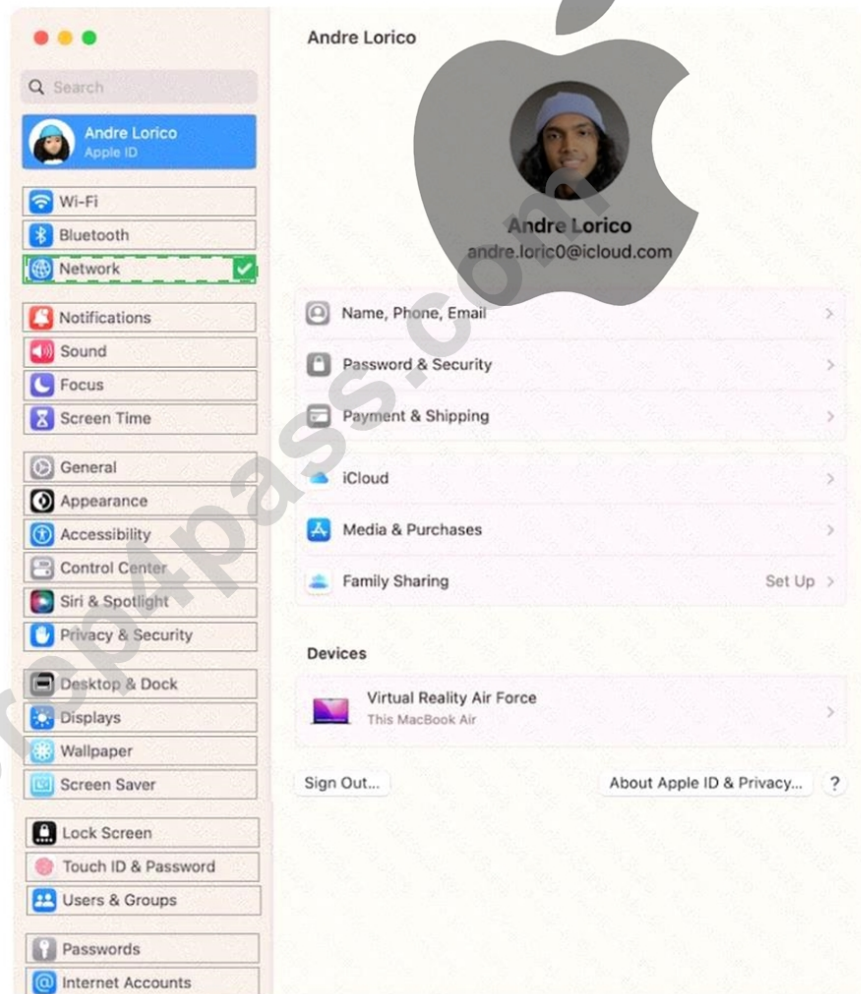 Andre Lorico
Search
Andre Lorico
Apple ID
Wi-Fi
Bluetooth
Network
Notifications
Sound
Focus
Screen Time
General
Appearance
Accessibility
Control Center
Siri & Spotlight
Privacy & Security
Desktop & Dock
Displays
Wallpaper
Screen Saver
Lock Screen
Touch ID & Password
Users & Groups
Passwords
Internet Accounts
Andre Lorico
andre.loric0@icloud.com
Name, Phone, Email
Password & Security
Payment & Shipping
iCloud
Media & Purchases
Family Sharing
Set Up
Devices
Virtual Reality Air Force
This MacBook Air
Sign Out...
About Apple ID & Privacy...
?
rep4pass.com